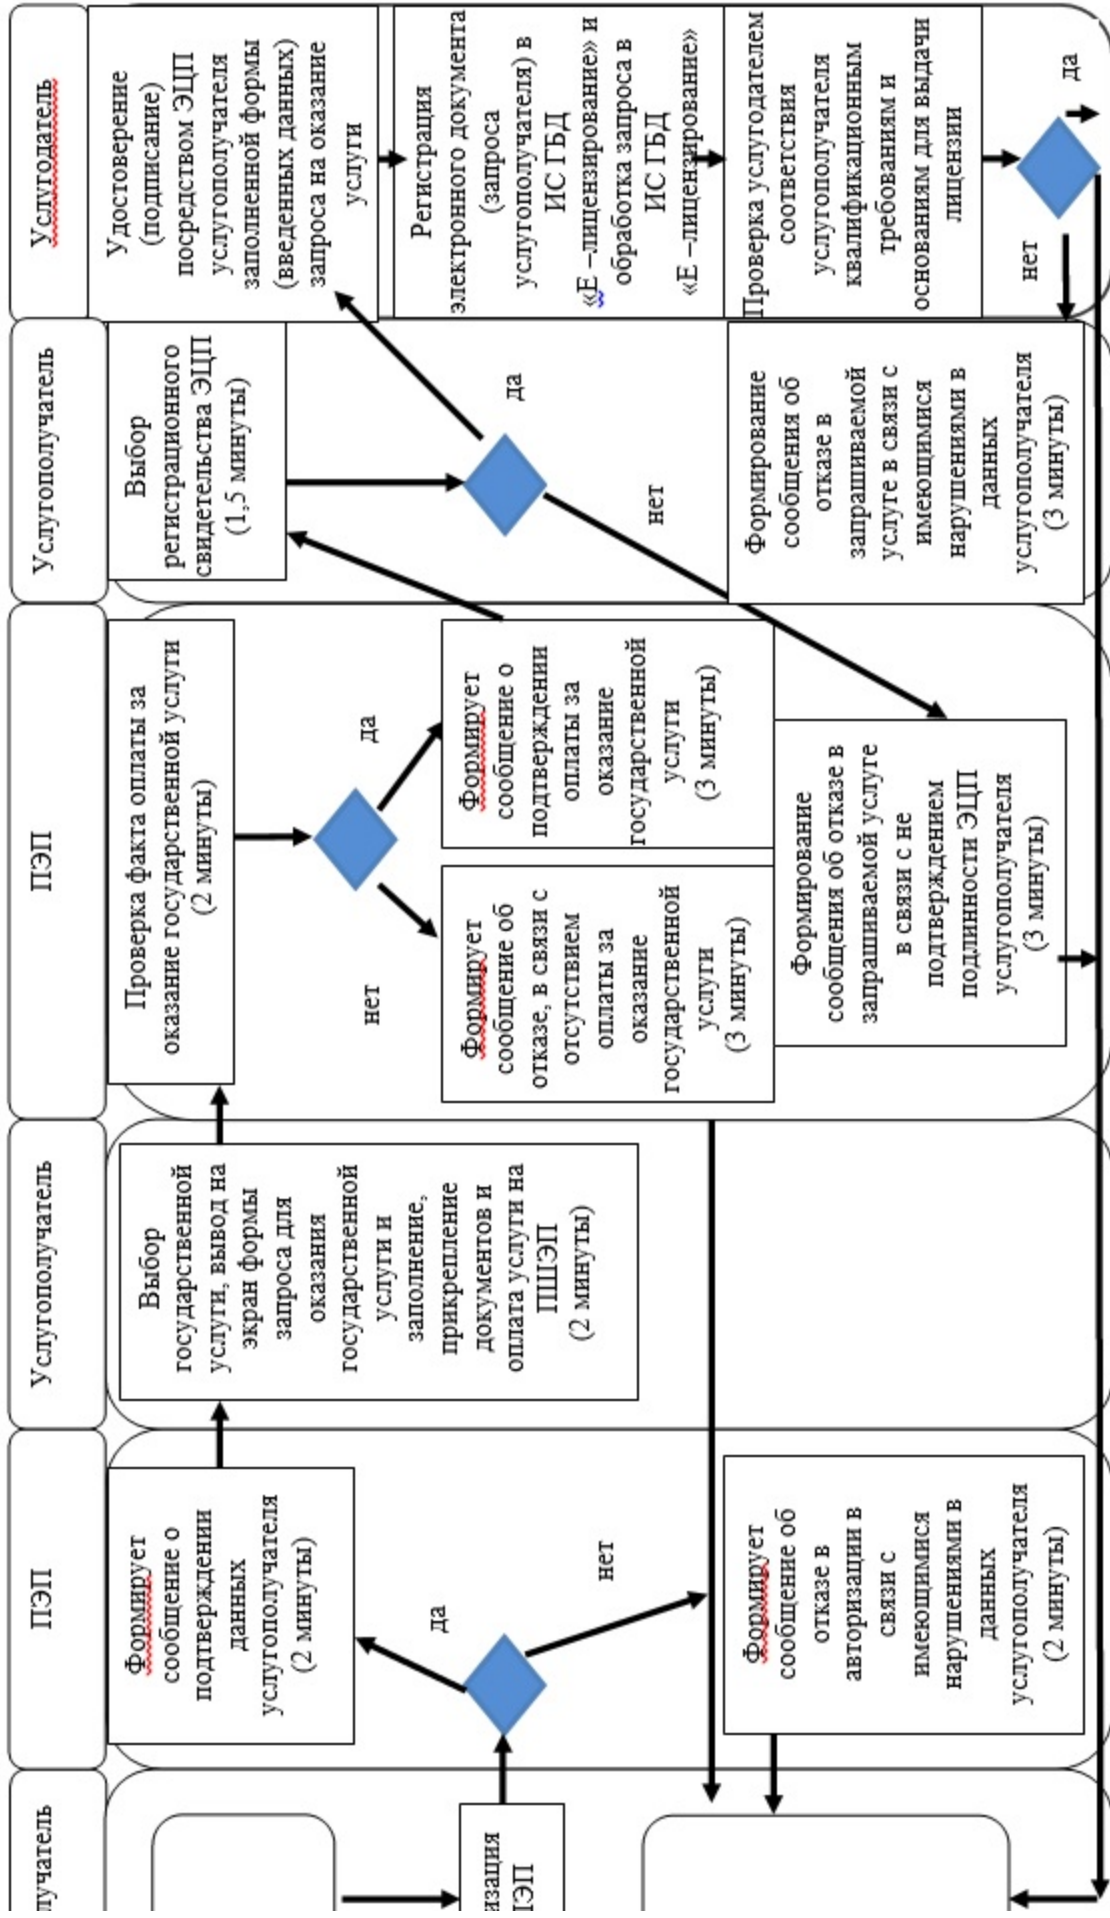 учатель
ПЭП
Услугополучатель
ПЭП
Услугополучатель
Услугодатель
изация
ПЭП
Формирует
сообщение о
подтверждении
данных
услугополучателя
(2 минуты)
да
нет
Формирует
сообщение об
отказе в
авторизации в
связи с
имеющимися
нарушениями в
данных
услугополучателя
(2 минуты)
Выбор
государственной
услуги, вывод на
экран формы
запроса для
оказания
государственной
услуги и
заполнение,
прикрепление
документов и
оплата услуги на
ПШЭП
(2 минуты)
Проверка факта оплаты за
оказание государственной услуги
(2 минуты)
нет
да
Формирует
сообщение об
отказе, в связи с
отсутствием
оплаты за
оказание
государственной
услуги
(3 минуты)
Формирует
сообщение о
подтверждении
оплаты за
оказание
государственной
услуги
(3 минуты)
Формирование
сообщения об отказе в
запрашиваемой услуге
в связи с не
подтверждением
подлинности ЭЦП
услугополучателя
(3 минуты)
Выбор
регистрационного
свидетельства ЭЦП
(1,5 минуты)
да
нет
Формирование
сообщения об
отказе в
запрашиваемой
услуге в связи с
имеющимися
нарушениями в
данных
услугополучателя
(3 минуты)
Удостоверение
(подписание)
посредством ЭЦП
услугополучателя
заполненной формы
(введенных данных)
запроса на оказание
услуги
Регистрация
электронного документа
(запроса
услугополучателя) в
ИС ГБД
«Е –лицензирование» и
обработка запроса в
ИС ГБД
«Е –лицензирование»
Проверка услугодателем
соответствия
услугополучателя
квалификационным
требованиям и
основаниям для выдачи
лицензии
нет
да